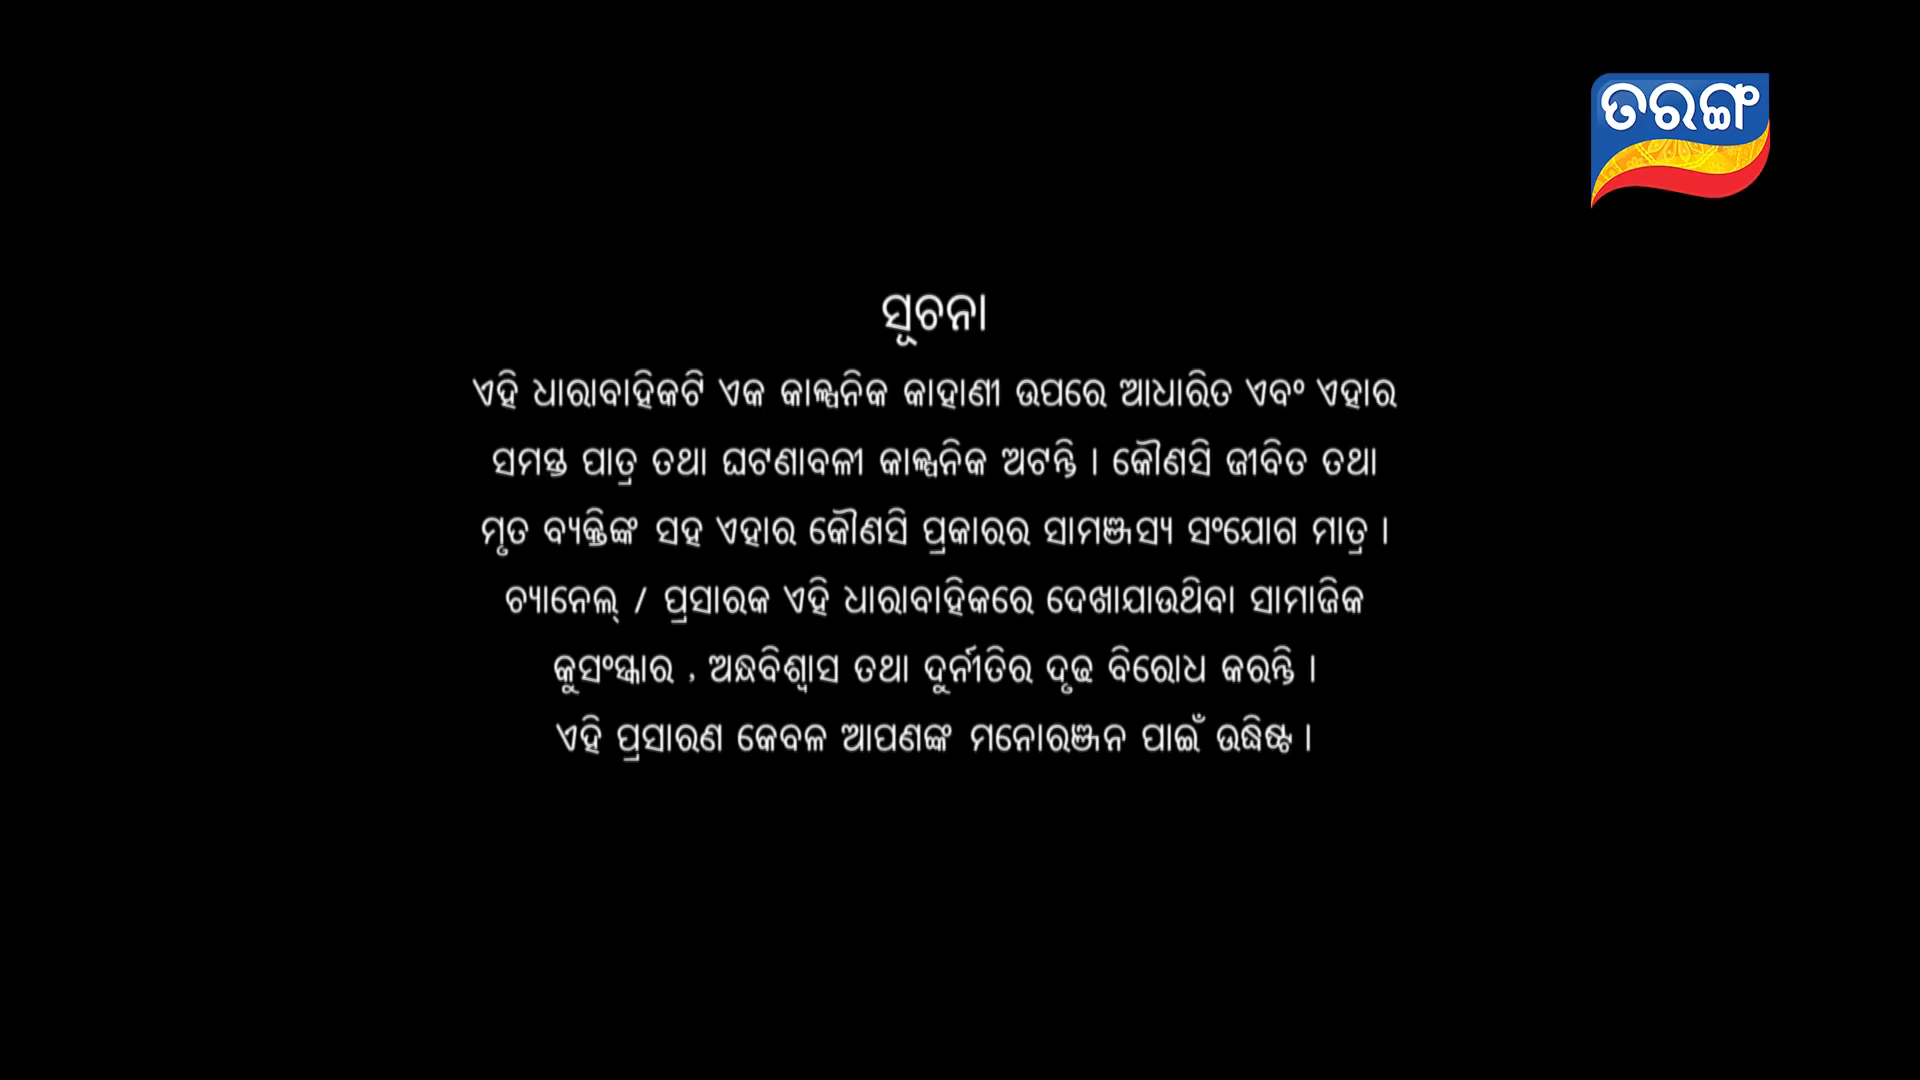 ତରଙ୍ଗ
ସୂଚନା
ଏହି ଧାରାବାହିକଟି ଏକ କାଳ୍ପନିକ କାହାଣୀ ଉପରେ ଆଧାରିତ ଏବଂ ଏହାର
ସମସ୍ତ ପାତ୍ର ତଥା ଘଟଣାବଳୀ କାଳ୍ପନିକ ଅଟନ୍ତି । କୌଣସି ଜୀବିତ ତଥା
ମୃତ ବ୍ୟକ୍ତିଙ୍କ ସହ ଏହାର କୌଣସି ପ୍ରକାରର ସାମଞ୍ଜସ୍ୟ ସଂଯୋଗ ମାତ୍ର ।
ଚ୍ୟାନେଲ୍ / ପ୍ରସାରକ ଏହି ଧାରାବାହିକରେ ଦେଖାଯାଉଥିବା ସାମାଜିକ
କୁସଂସ୍କାର , ଅନ୍ଧବିଶ୍ୱାସ ତଥା ଦୁର୍ନୀତିର ଦୃଢ ବିରୋଧ କରନ୍ତି ।
ଏହି ପ୍ରସାରଣ କେବଳ ଆପଣଙ୍କ ମନୋରଞ୍ଜନ ପାଇଁ ଉଦ୍ଧିଷ୍ଟ ।